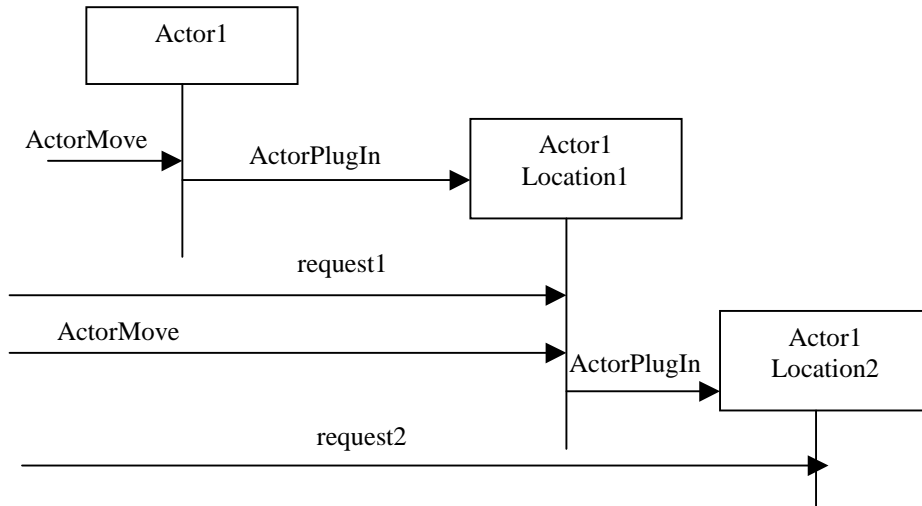 Actor1
ActorMove
ActorPlugIn
Actor1
Location1
request1
ActorMove
Actor1
Location2
ActorPlugIn
request2